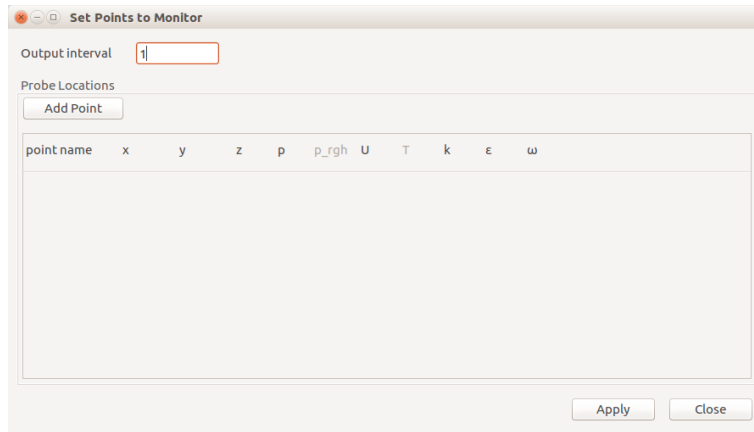 Set Points to Monitor
Output interval 1
Probe Locations
Add Point
point name x y z p p_rgh U T k ε ω
Apply Close